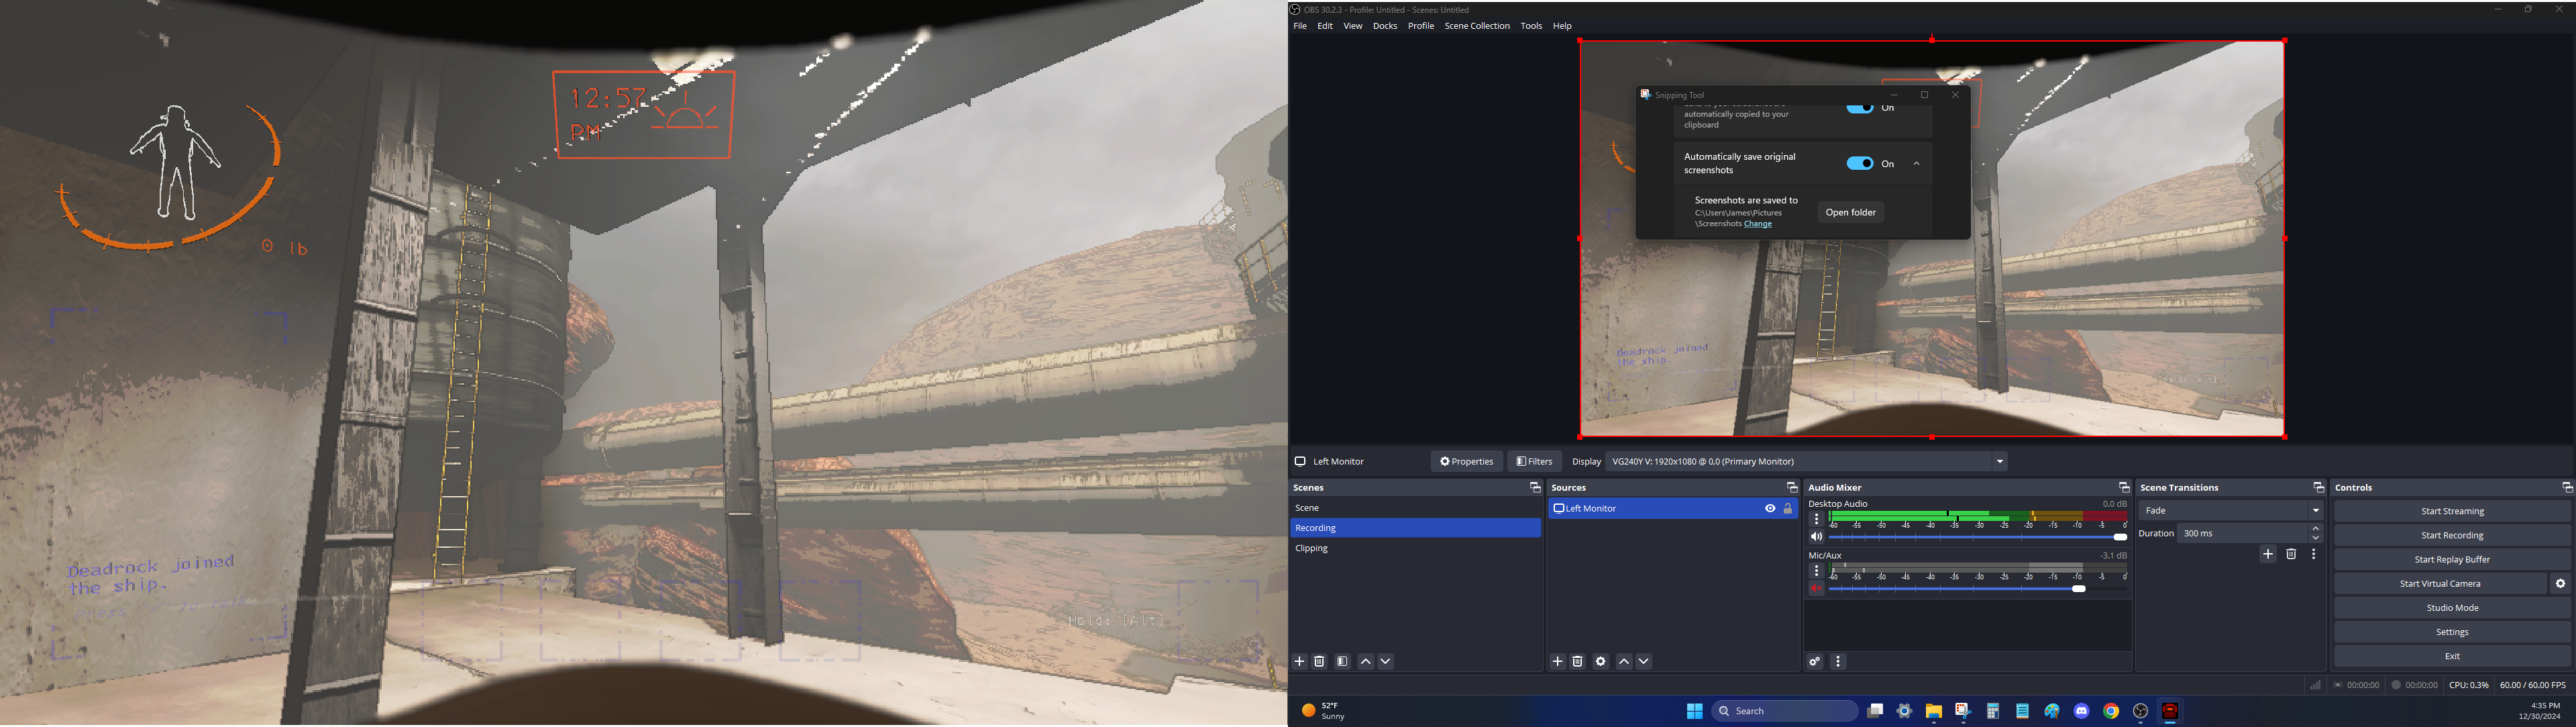 12:57
PM
0 lb
Deadrock joined
the ship.
Hold: [Alt]
OBS 30.2.3 - Profile: Untitled - Scenes: Untitled
File Edit View Docks Profile Scene Collection Tools Help
Snipping Tool
automatically copied to your
clipboard
On
Automatically save original
screenshots
On
Screenshots are saved to
C:\Users\James\Pictures
\Screenshots Change
Open folder
Deadrock joined
the ship.
Left Monitor
Properties
Filters
Display
VG240Y V: 1920x1080 @ 0,0 (Primary Monitor)
Scenes
Scene
Recording
Clipping
Sources
Left Monitor
Audio Mixer
Desktop Audio
0.0 dB
-60 -55 -50 -45 -40 -35 -30 -25 -20 -15 -10 -5 0
Mic/Aux
-3.1 dB
-60 -55 -50 -45 -40 -35 -30 -25 -20 -15 -10 -5 0
Scene Transitions
Fade
Duration 300 ms
Controls
Start Streaming
Start Recording
Start Replay Buffer
Start Virtual Camera
Studio Mode
Settings
Exit
00:00:00
00:00:00
CPU: 0.3%
60.00 / 60.00 FPS
52°F
Sunny
Search
4:35 PM
12/30/2024